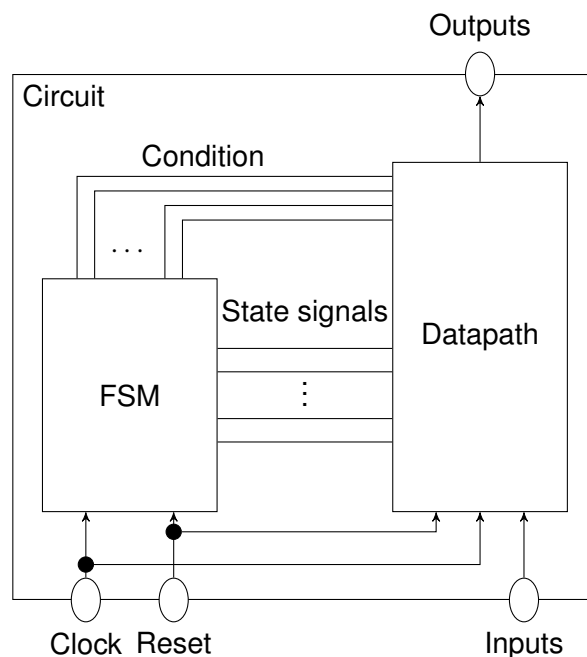 Outputs
Circuit
Condition
. . .
State signals
Datapath
FSM
⋮
Clock
Reset
Inputs